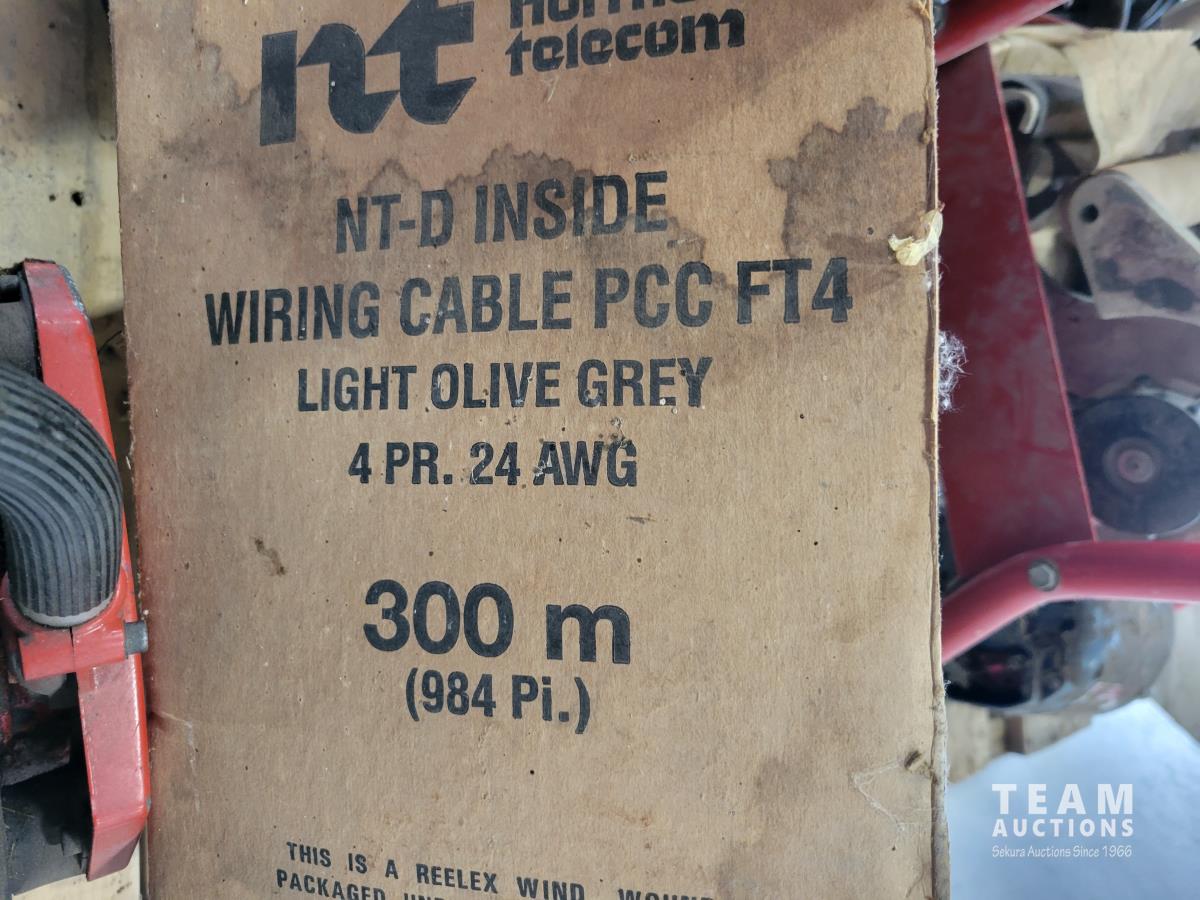 nt
telecom
NT-D INSIDE
WIRING CABLE PCC FT4
LIGHT OLIVE GREY
4 PR. 24 AWG
300 m
(984 Pi.)
THIS IS A REELEX WIND, WOUND
PACKAGED
TEAM
AUCTIONS
Sekura Auctions Since 1966